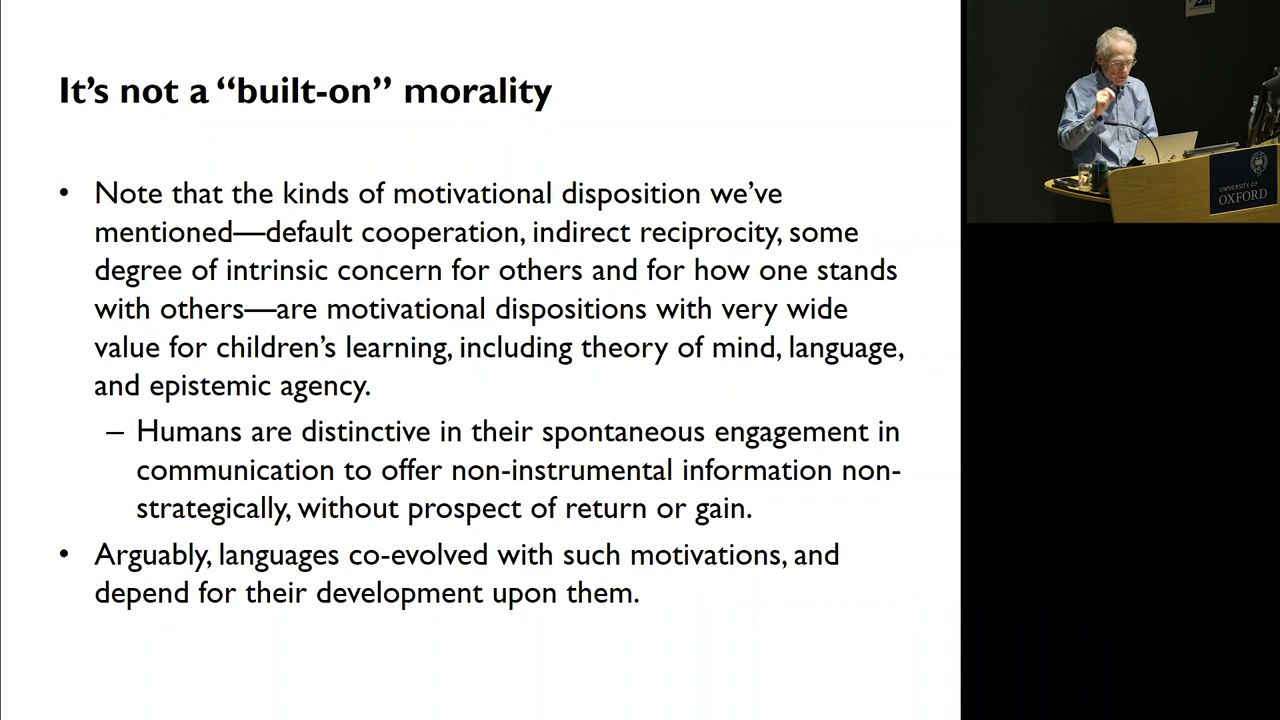 It’s not a “built-on” morality
• Note that the kinds of motivational disposition we’ve
mentioned—default cooperation, indirect reciprocity, some
degree of intrinsic concern for others and for how one stands
with others—are motivational dispositions with very wide
value for children’s learning, including theory of mind, language,
and epistemic agency.
– Humans are distinctive in their spontaneous engagement in
communication to offer non-instrumental information non-
strategically, without prospect of return or gain.
• Arguably, languages co-evolved with such motivations, and
depend for their development upon them.
UNIVERSITY OF
OXFORD